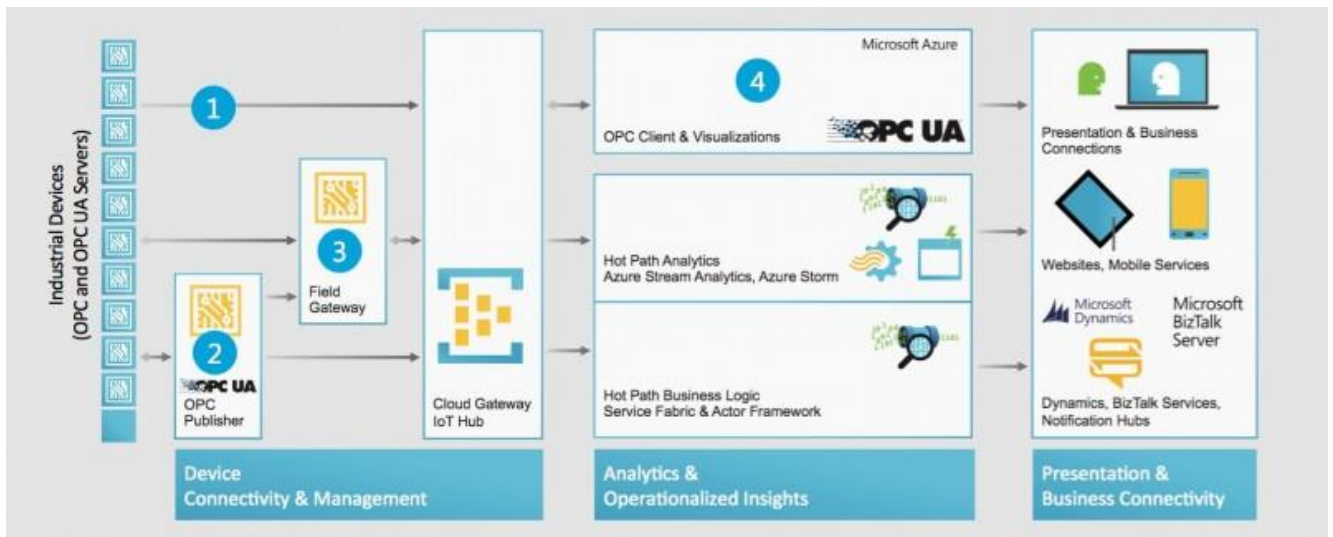 Industrial Devices
(OPC and OPC UA Servers)
1
2
OPC UA
OPC
Publisher
3
Field
Gateway
Cloud Gateway
IoT Hub
Device
Connectivity & Management
Microsoft Azure
4
OPC Client & Visualizations
OPC UA
Hot Path Analytics
Azure Stream Analytics, Azure Storm
Hot Path Business Logic
Service Fabric & Actor Framework
Analytics &
Operationalized Insights
Presentation & Business
Connections
Websites, Mobile Services
Microsoft
Dynamics
Microsoft
BizTalk
Server
Dynamics, BizTalk Services,
Notification Hubs
Presentation &
Business Connectivity